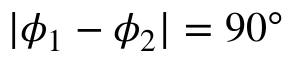 |ϕ₁ − ϕ₂| = 90°